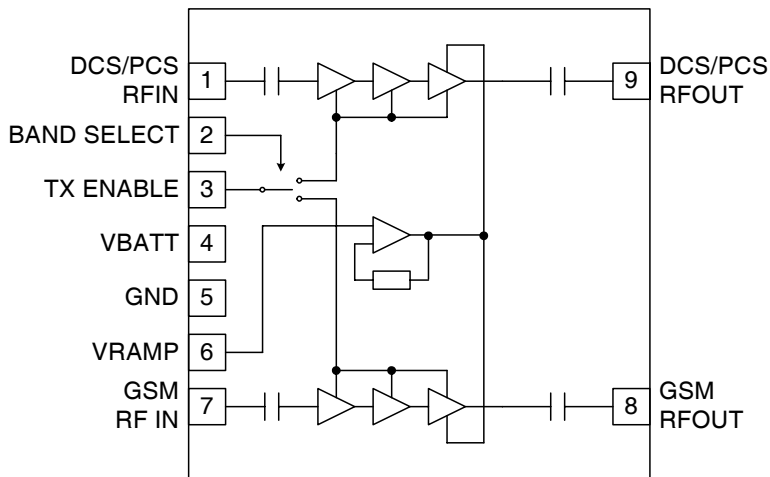 DCS/PCS
RFIN
1
BAND SELECT
2
TX ENABLE
3
VBATT
4
GND
5
VRAMP
6
GSM
RF IN
7
9
DCS/PCS
RFOUT
8
GSM
RFOUT